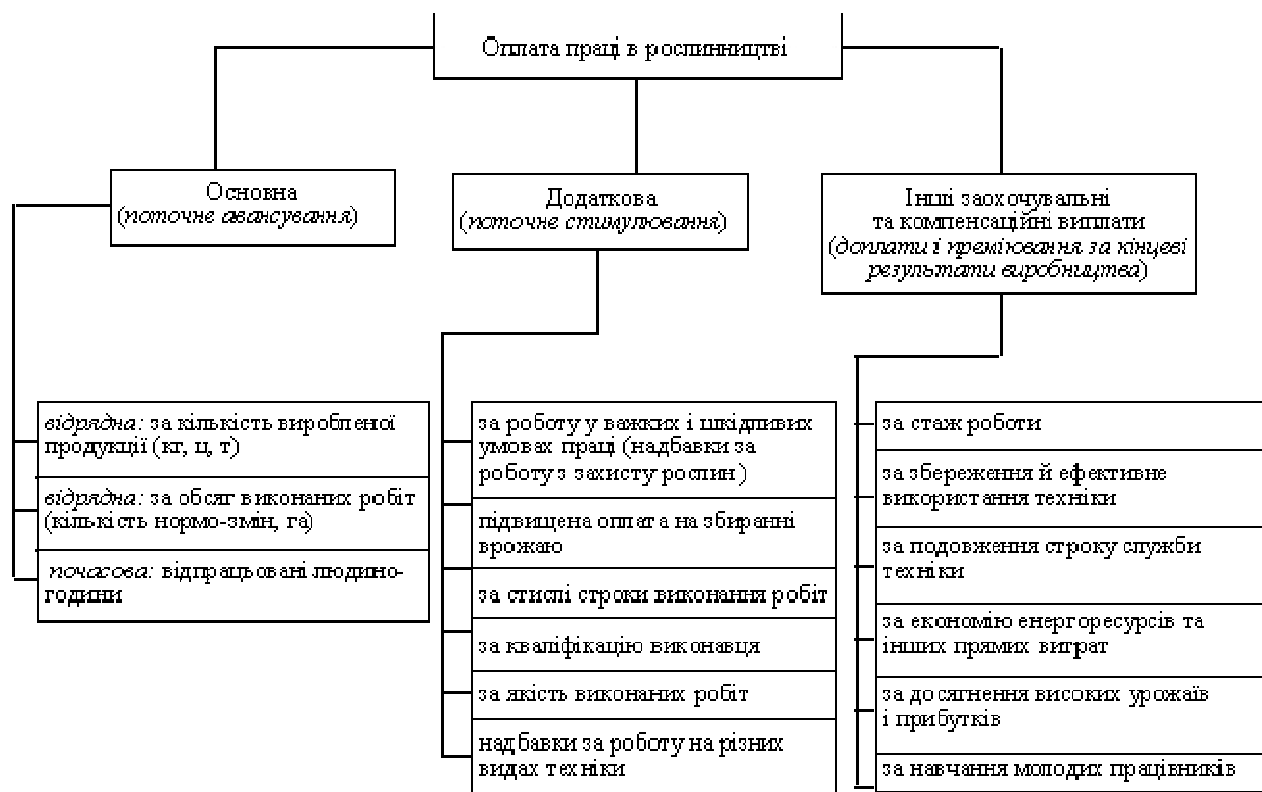 Оплата праці в рослинництві
Основна
(поточне авансування)
Додаткова
(поточне стимулювання)
Інші заохочувальні
та компенсаційні виплати
(доплати і преміювання за кінцеві
результати виробництва)
відрядна: за кількість виробленої
продукції (кг, ц, т)
відрядна: за обсяг виконаних робіт
(кількість нормо-змін, га)
почасова: відпрацьовані людино-
години
за роботу у важких і шкідливих
умовах праці (надбавки за
роботу з захисту рослин)
підвищена оплата на збиранні
врожаю
за стислі строки виконання робіт
за кваліфікацію виконавця
за якість виконаних робіт
надбавки за роботу на різних
видах техніки
за стаж роботи
за збереження й ефективне
використання техніки
за подовження строку служби
техніки
за економію енергоресурсів та
інших прямих витрат
за досягнення високих урожаїв
і прибутків
за навчання молодих працівників